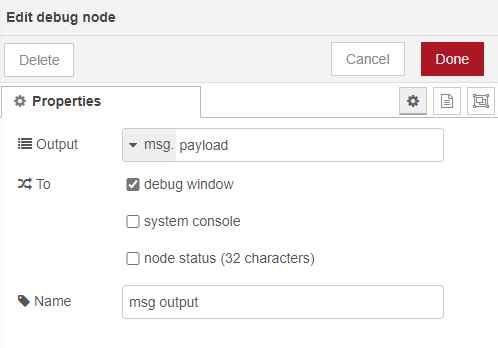 Edit debug node
Delete Cancel Done
Properties
Output msg. payload
To debug window
system console
node status (32 characters)
Name msg output